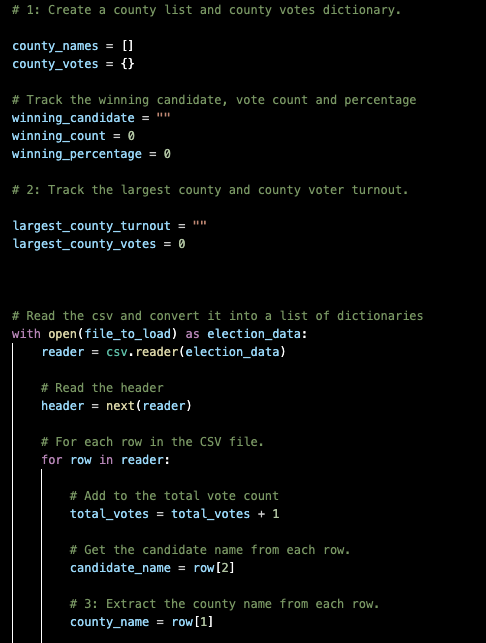 # 1: Create a county list and county votes dictionary.
county_names = []
county_votes = {}
# Track the winning candidate, vote count and percentage
winning_candidate = ""
winning_count = 0
winning_percentage = 0
# 2: Track the largest county and county voter turnout.
largest_county_turnout = ""
largest_county_votes = 0
# Read the csv and convert it into a list of dictionaries
with open(file_to_load) as election_data:
    reader = csv.reader(election_data)
    # Read the header
    header = next(reader)
    # For each row in the CSV file.
    for row in reader:
        # Add to the total vote count
        total_votes = total_votes + 1
        # Get the candidate name from each row.
        candidate_name = row[2]
        # 3: Extract the county name from each row.
        county_name = row[1]